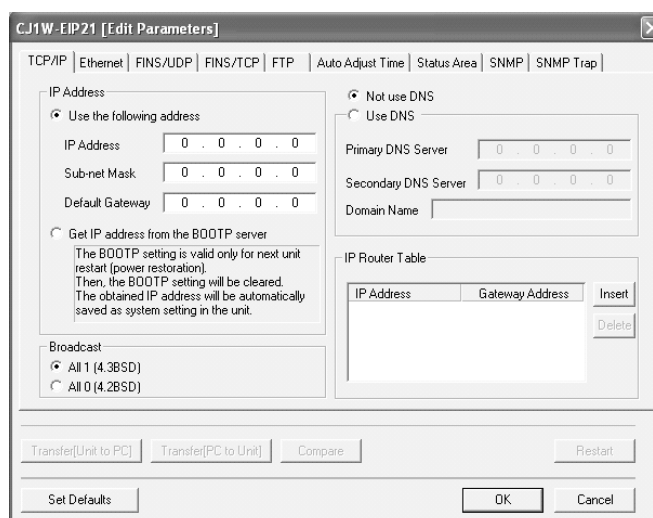 CJ1W-EIP21 [Edit Parameters]
TCP/IP Ethernet FINS/UDP FINS/TCP FTP Auto Adjust Time Status Area SNMP SNMP Trap
IP Address
Use the following address
IP Address 0 . 0 . 0 . 0
Sub-net Mask 0 . 0 . 0 . 0
Default Gateway 0 . 0 . 0 . 0
Get IP address from the BOOTP server
The BOOTP setting is valid only for next unit
restart (power restoration).
Then, the BOOTP setting will be cleared.
The obtained IP address will be automatically
saved as system setting in the unit.
Broadcast
All 1 (4.3BSD)
All 0 (4.2BSD)
Not use DNS
Use DNS
Primary DNS Server 0 . 0 . 0 . 0
Secondary DNS Server 0 . 0 . 0 . 0
Domain Name
IP Router Table
IP Address Gateway Address
Insert
Delete
Transfer[Unit to PC] Transfer[PC to Unit] Compare Restart
Set Defaults OK Cancel